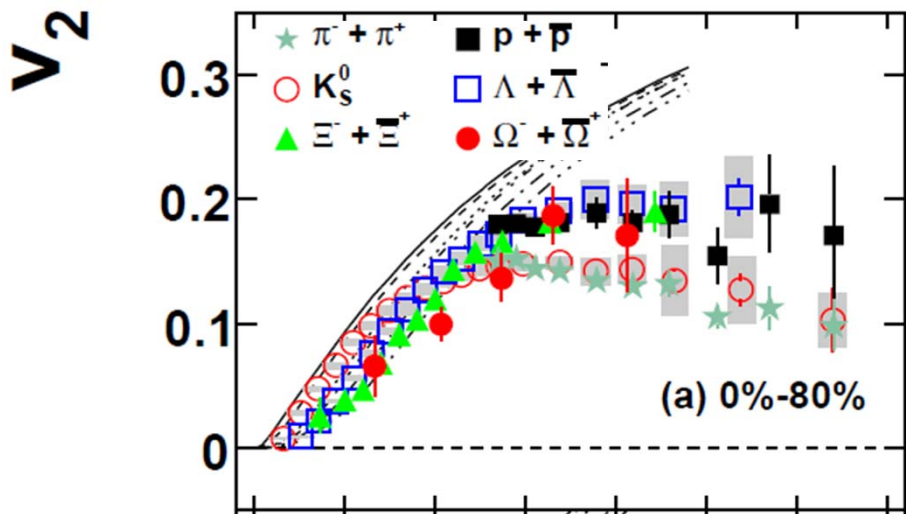 v₂
π⁻ + π⁺ p + p̅
0.3
K⁰ₛ Λ + Λ̅
Ξ⁻ + Ξ̅⁺ Ω⁻ + Ω̅⁺
0.2
0.1
(a) 0%-80%
0